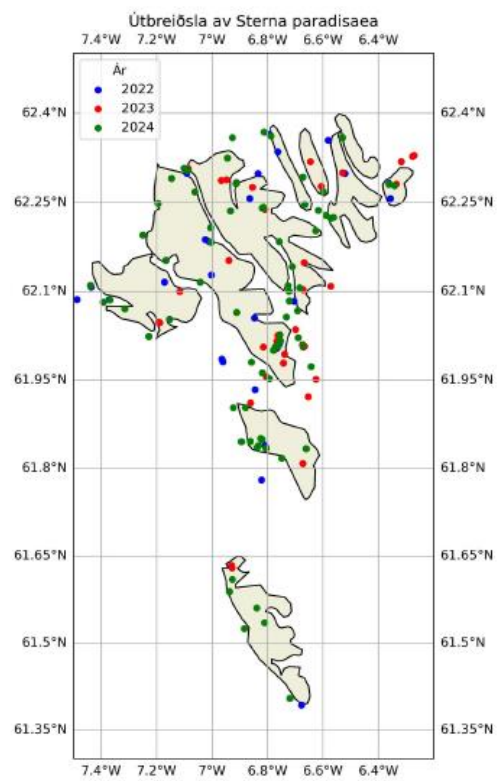 Útbreiðsla av Sterna paradisaea
7.4°W 7.2°W 7°W 6.8°W 6.6°W 6.4°W
Ár
2022
2023
2024
62.4°N 62.4°N
62.25°N 62.25°N
62.1°N 62.1°N
61.95°N 61.95°N
61.8°N 61.8°N
61.65°N 61.65°N
61.5°N 61.5°N
61.35°N 61.35°N
7.4°W 7.2°W 7°W 6.8°W 6.6°W 6.4°W